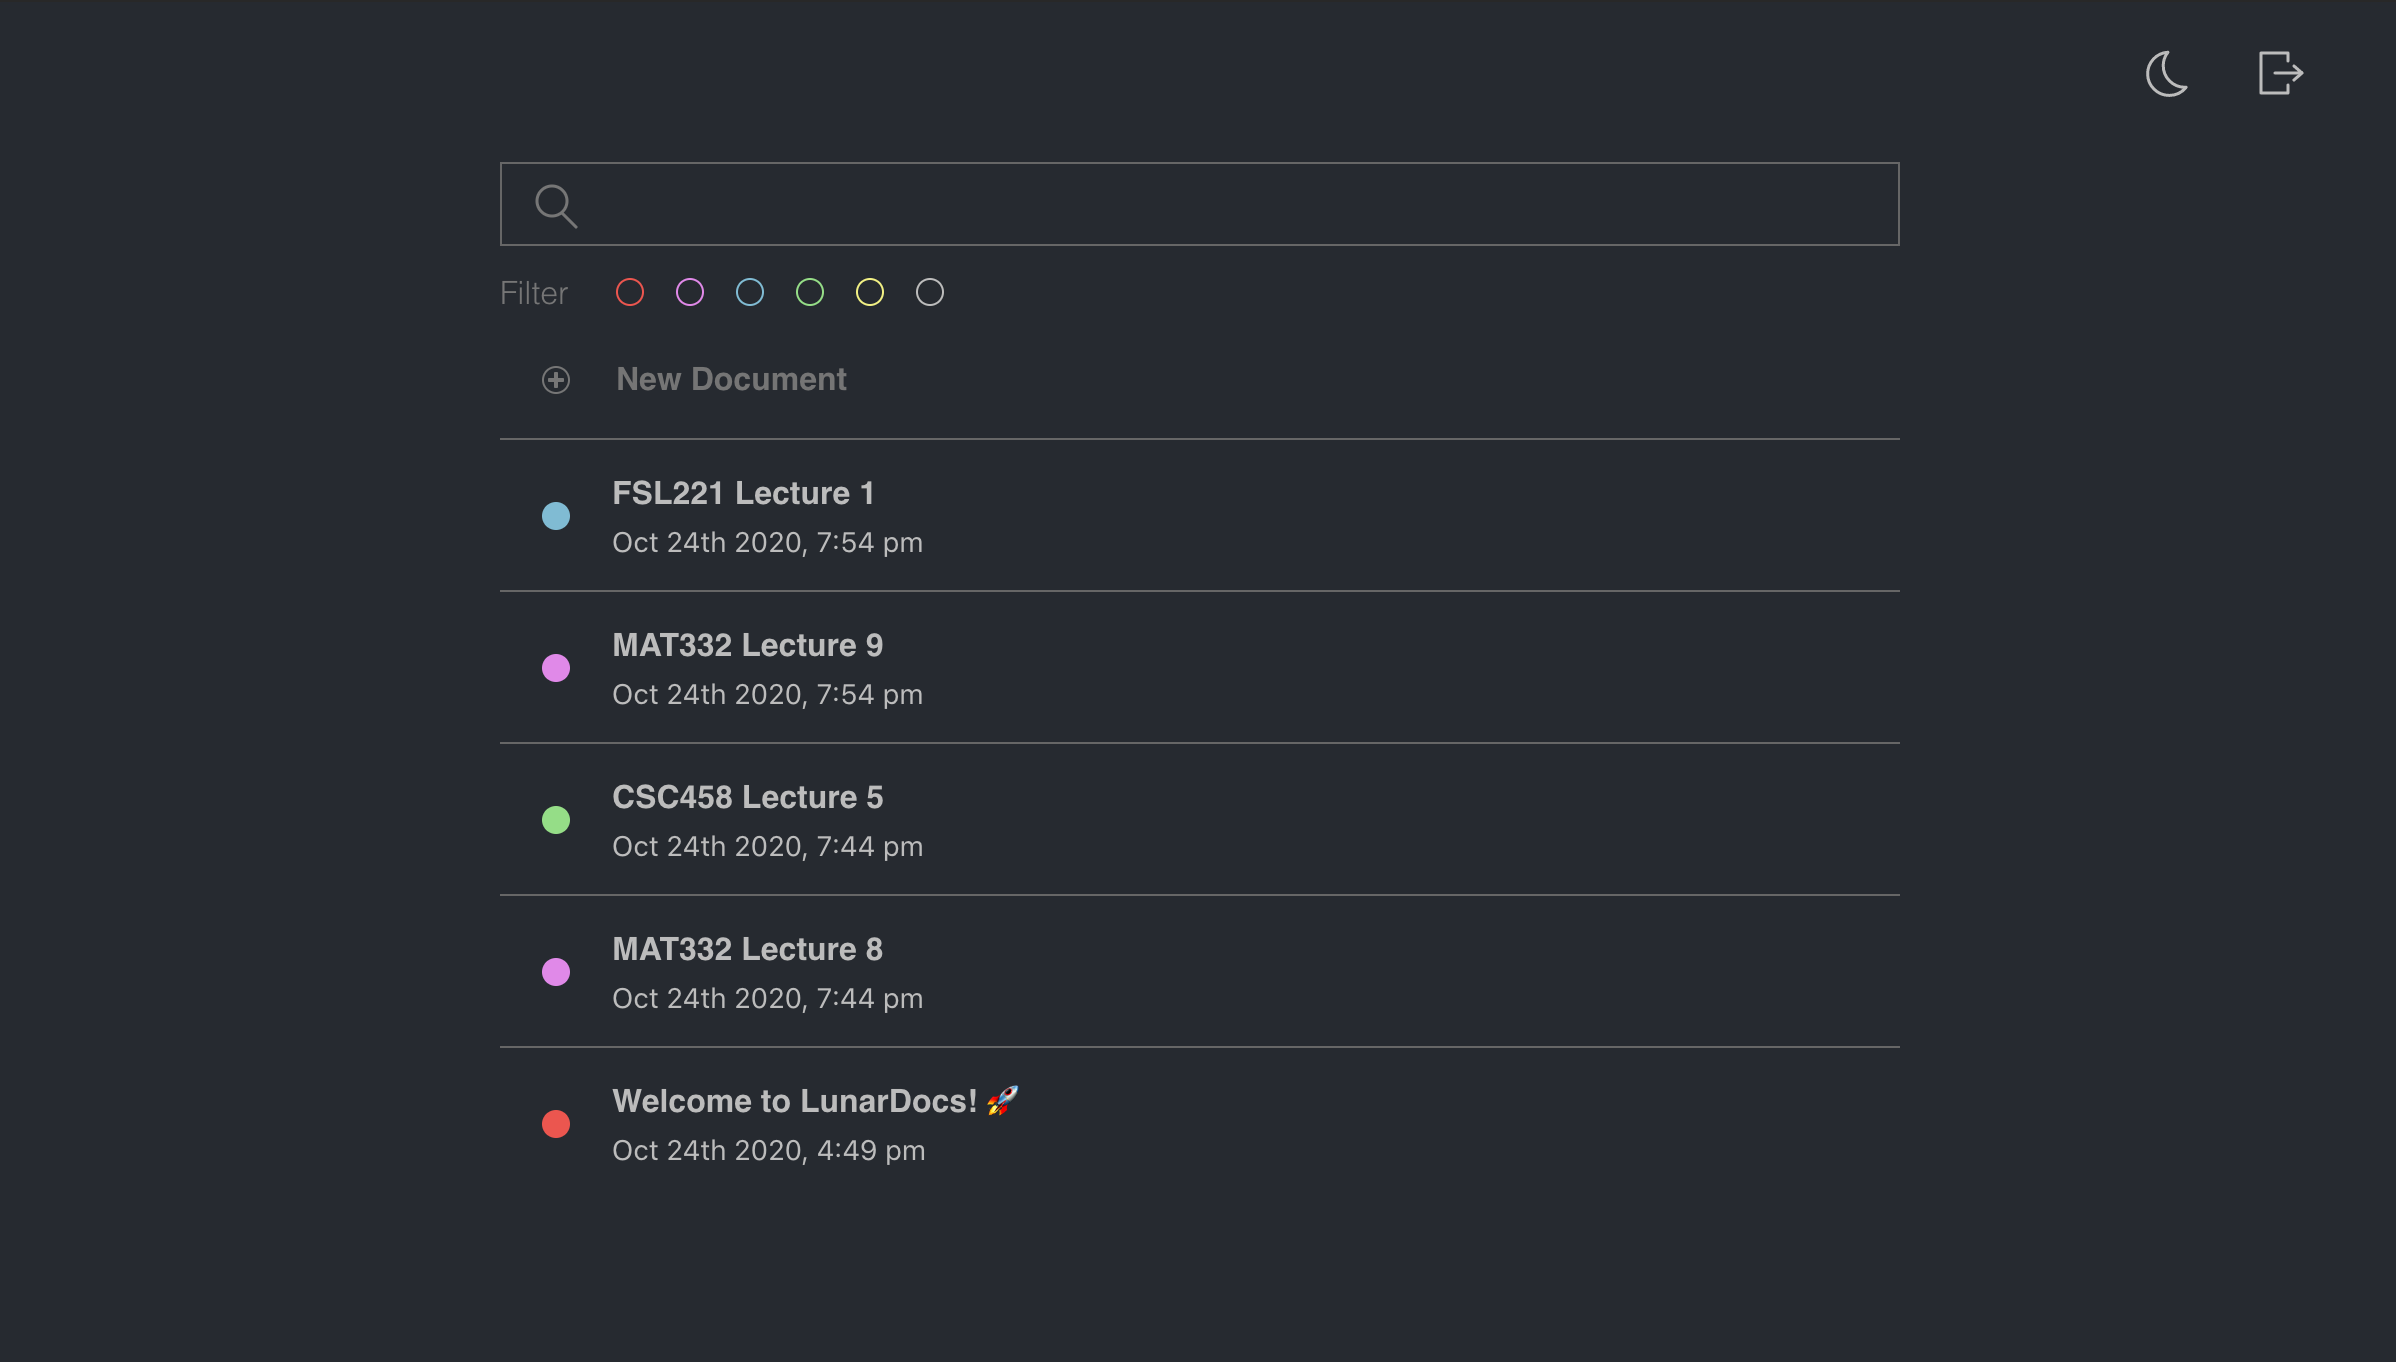 Filter
New Document
FSL221 Lecture 1
Oct 24th 2020, 7:54 pm
MAT332 Lecture 9
Oct 24th 2020, 7:54 pm
CSC458 Lecture 5
Oct 24th 2020, 7:44 pm
MAT332 Lecture 8
Oct 24th 2020, 7:44 pm
Welcome to LunarDocs! 🚀
Oct 24th 2020, 4:49 pm